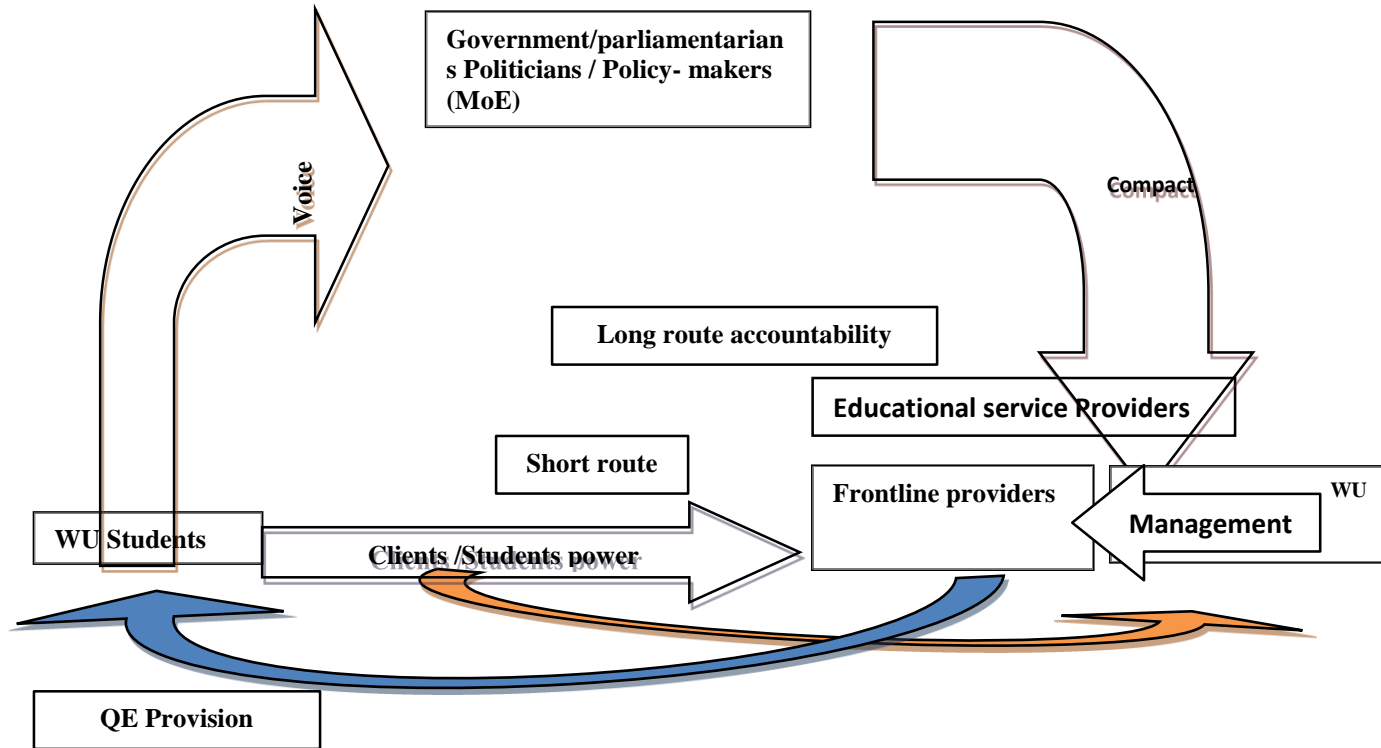 Government/parliamentarian
s Politicians / Policy- makers
(MoE)
Voice
Compact
Long route accountability
Educational service Providers
Short route
Frontline providers
WU
Management
WU Students
Clients /Students power
QE Provision